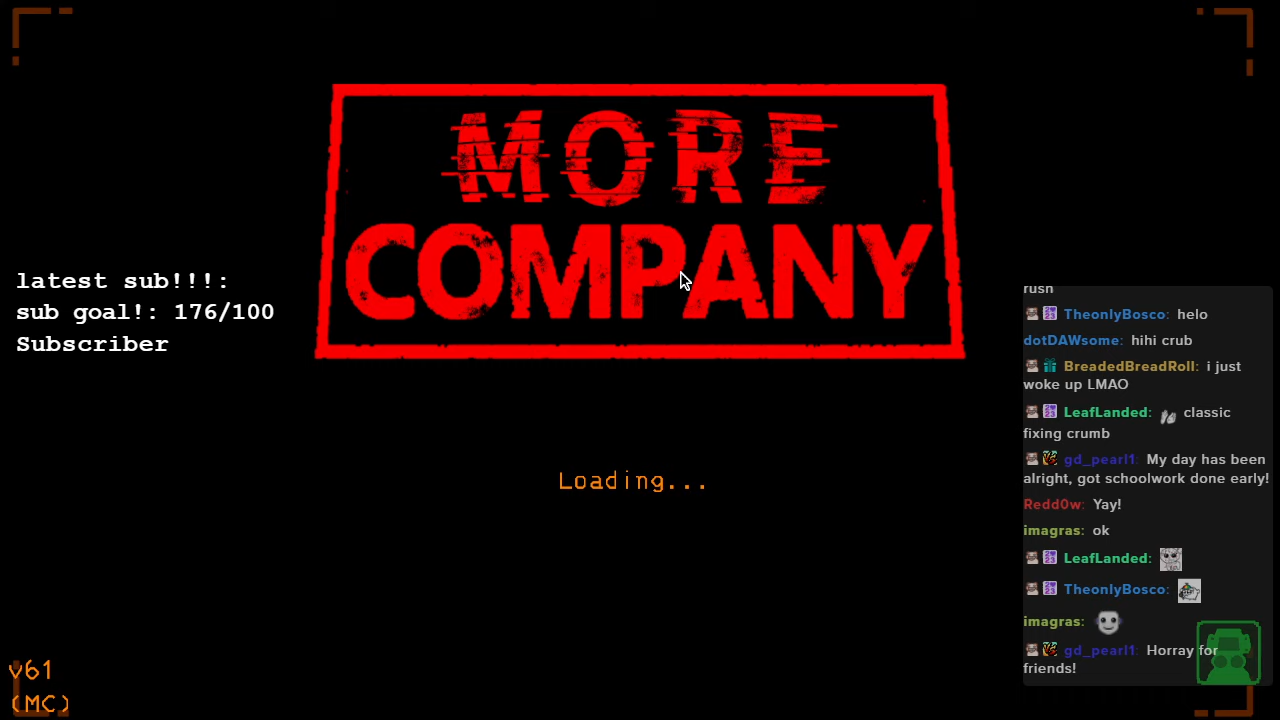 MORE
COMPANY
latest sub!!!:
sub goal!: 176/100
Subscriber
Loading...
v61
(MC)
rush
TheonlyBosco: helo
dotDAWsome: hihi crub
BreadedBreadRoll: i just
woke up LMAO
LeafLanded: classic
fixing crumb
gd_pearl1: My day has been
alright, got schoolwork done early!
Redd0w: Yay!
imagras: ok
LeafLanded:
TheonlyBosco:
imagras:
gd_pearl1: Horray for
friends!